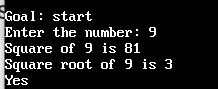 Goal: start
Enter the number: 9
Square of 9 is 81
Square root of 9 is 3
Yes